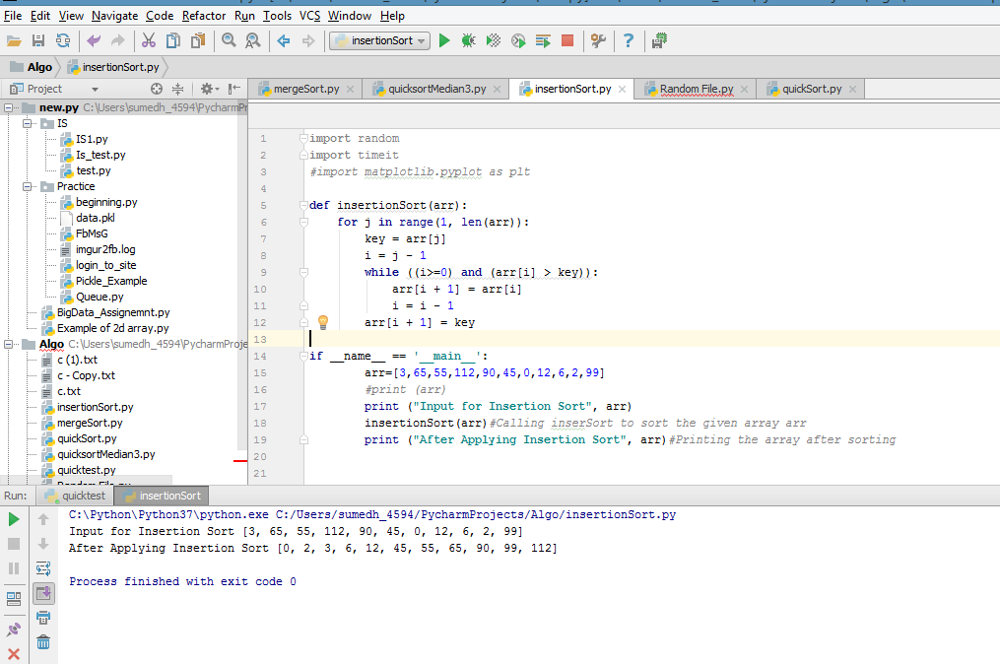 File Edit View Navigate Code Refactor Run Tools VCS Window Help
insertionSort
Algo insertionSort.py
Project
mergeSort.py quicksortMedian3.py insertionSort.py Random File.py quickSort.py
new.py C:\Users\sumedh_4594\PycharmPr
IS
IS1.py
Is_test.py
test.py
Practice
beginning.py
data.pkl
FbMsG
imgur2fb.log
login_to_site
Pickle_Example
Queue.py
BigData_Assignemnt.py
Example of 2d array.py
Algo C:\Users\sumedh_4594\PycharmProje
c (1).txt
c - Copy.txt
c.txt
insertionSort.py
mergeSort.py
quickSort.py
quicksortMedian3.py
quicktest.py
Random File.py
1 import random
2 import timeit
3 #import matplotlib.pyplot as plt
4
5 def insertionSort(arr):
6 for j in range(1, len(arr)):
7 key = arr[j]
8 i = j - 1
9 while ((i>=0) and (arr[i] > key)):
10 arr[i + 1] = arr[i]
11 i = i - 1
12 arr[i + 1] = key
13
14 if __name__ == '__main__':
15 arr=[3,65,55,112,90,45,0,12,6,2,99]
16 #print (arr)
17 print ("Input for Insertion Sort", arr)
18 insertionSort(arr)#Calling inserSort to sort the given array arr
19 print ("After Applying Insertion Sort", arr)#Printing the array after sorting
20
21
Run: quicktest insertionSort
C:\Python\Python37\python.exe C:/Users/sumedh_4594/PycharmProjects/Algo/insertionSort.py
Input for Insertion Sort [3, 65, 55, 112, 90, 45, 0, 12, 6, 2, 99]
After Applying Insertion Sort [0, 2, 3, 6, 12, 45, 55, 65, 90, 99, 112]
Process finished with exit code 0